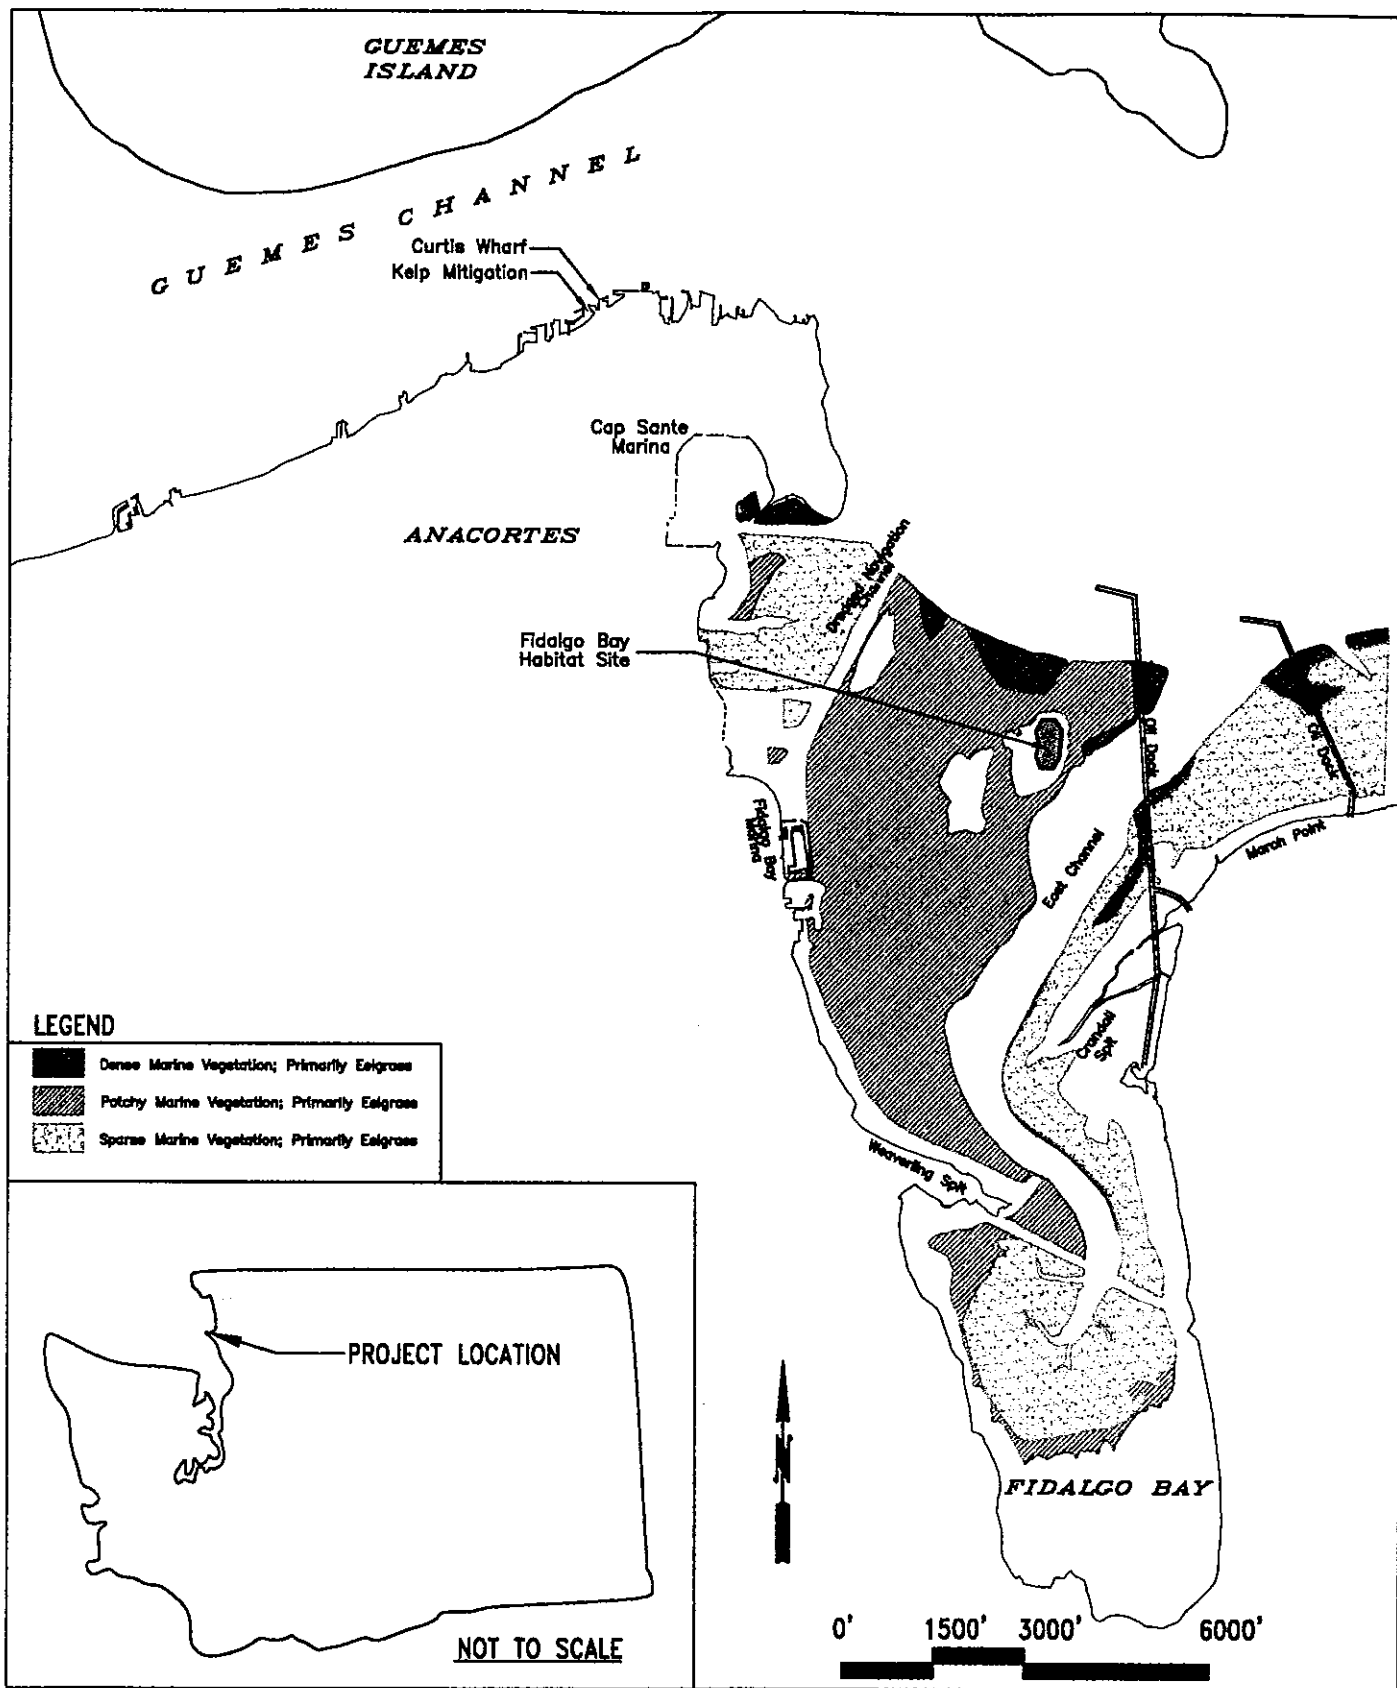 GUEMES
ISLAND
GUEMES CHANNEL
Curtis Wharf
Kelp Mitigation
Cap Sante
Marina
ANACORTES
Dredged Navigation
Channel
Fidalgo Bay
Habitat Site
Oil Dock
Oil Dock
March Point
Fidalgo Bay
Marina
East Channel
Crandall
Spit
Weaverling Spit
LEGEND
Dense Marine Vegetation; Primarily Eelgrass
Patchy Marine Vegetation; Primarily Eelgrass
Sparse Marine Vegetation; Primarily Eelgrass
PROJECT LOCATION
NOT TO SCALE
N
FIDALGO BAY
0' 1500' 3000' 6000'